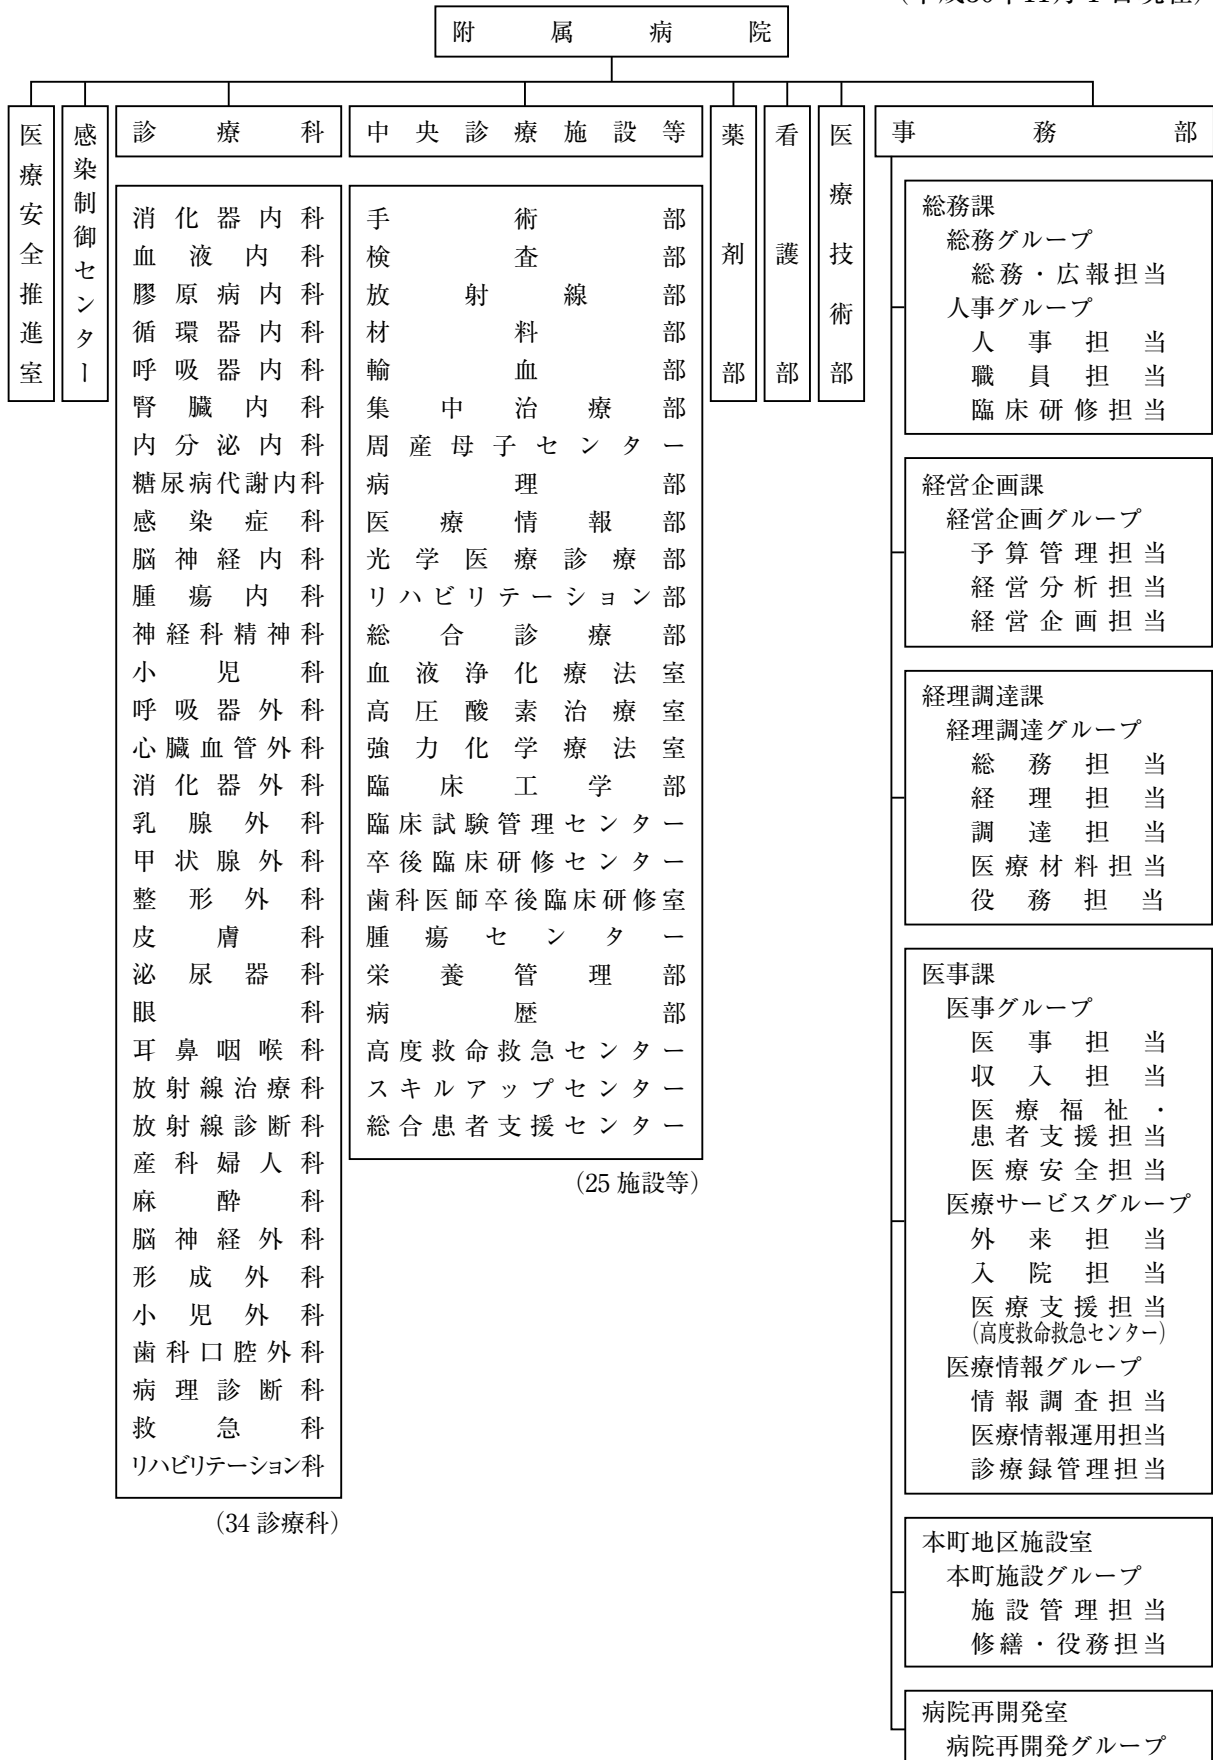 (平成30年11月1日現在)
附属病院
医療安全推進室
感染制御センター
診療科
消化器内科
血液内科
膠原病内科
循環器内科
呼吸器内科
腎臓内科
内分泌内科
糖尿病代謝内科
感染症科
脳神経内科
腫瘍内科
神経科精神科
小児科
呼吸器外科
心臓血管外科
消化器外科
乳腺外科
甲状腺外科
整形外科
皮膚科
泌尿器科
眼科
耳鼻咽喉科
放射線治療科
放射線診断科
産科婦人科
麻酔科
脳神経外科
形成外科
小児外科
歯科口腔外科
病理診断科
救急科
リハビリテーション科
(34 診療科)
中央診療施設等
手術部
検査部
放射線部
材料部
輸血部
集中治療部
周産母子センター
病理部
医療情報部
光学医療診療部
リハビリテーション部
総合診療部
血液浄化療法室
高圧酸素治療室
強力化学療法室
臨床工学部
臨床試験管理センター
卒後臨床研修センター
歯科医師卒後臨床研修室
腫瘍センター
栄養管理部
病歴部
高度救命救急センター
スキルアップセンター
総合患者支援センター
(25 施設等)
薬剤部
看護部
医療技術部
事務部
総務課
総務グループ
総務・広報担当
人事グループ
人事担当
職員担当
臨床研修担当
経営企画課
経営企画グループ
予算管理担当
経営分析担当
経営企画担当
経理調達課
経理調達グループ
総務担当
経理担当
調達担当
医療材料担当
役務担当
医事課
医事グループ
医事担当
収入担当
医療福祉・
患者支援担当
医療安全担当
医療サービスグループ
外来担当
入院担当
医療支援担当
(高度救命救急センター)
医療情報グループ
情報調査担当
医療情報運用担当
診療録管理担当
本町地区施設室
本町施設グループ
施設管理担当
修繕・役務担当
病院再開発室
病院再開発グループ